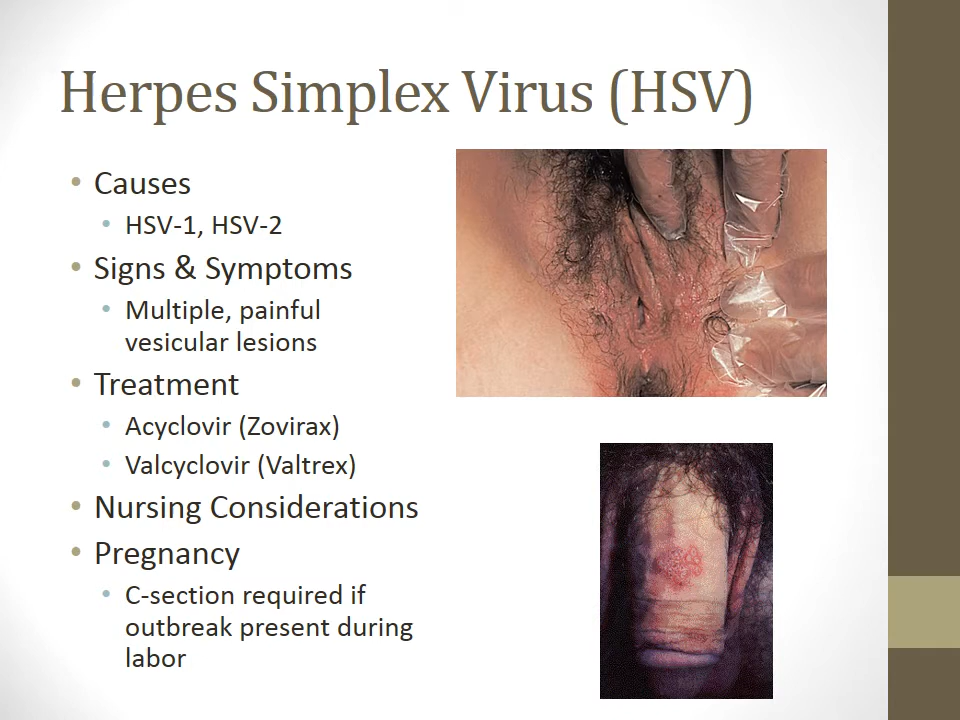 Herpes Simplex Virus (HSV)
• Causes
• HSV-1, HSV-2
• Signs & Symptoms
• Multiple, painful
vesicular lesions
• Treatment
• Acyclovir (Zovirax)
• Valcyclovir (Valtrex)
• Nursing Considerations
• Pregnancy
• C-section required if
outbreak present during
labor